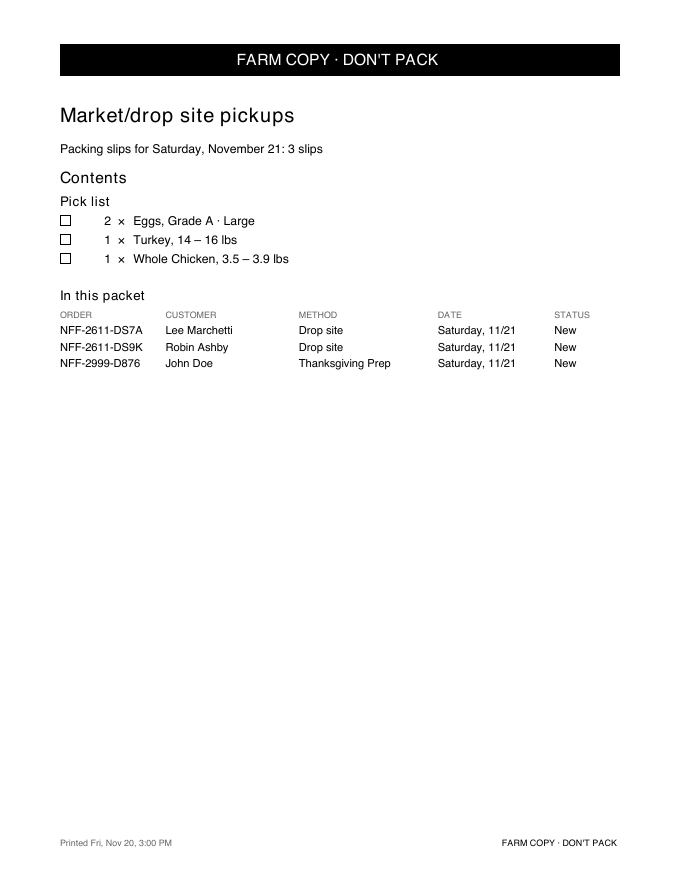 FARM COPY · DON'T PACK
Market/drop site pickups
Packing slips for Saturday, November 21: 3 slips
Contents
Pick list
2 × Eggs, Grade A · Large
1 × Turkey, 14 – 16 lbs
1 × Whole Chicken, 3.5 – 3.9 lbs
In this packet
ORDER CUSTOMER METHOD DATE STATUS
NFF-2611-DS7A Lee Marchetti Drop site Saturday, 11/21 New
NFF-2611-DS9K Robin Ashby Drop site Saturday, 11/21 New
NFF-2999-D876 John Doe Thanksgiving Prep Saturday, 11/21 New
Printed Fri, Nov 20, 3:00 PM FARM COPY · DON'T PACK